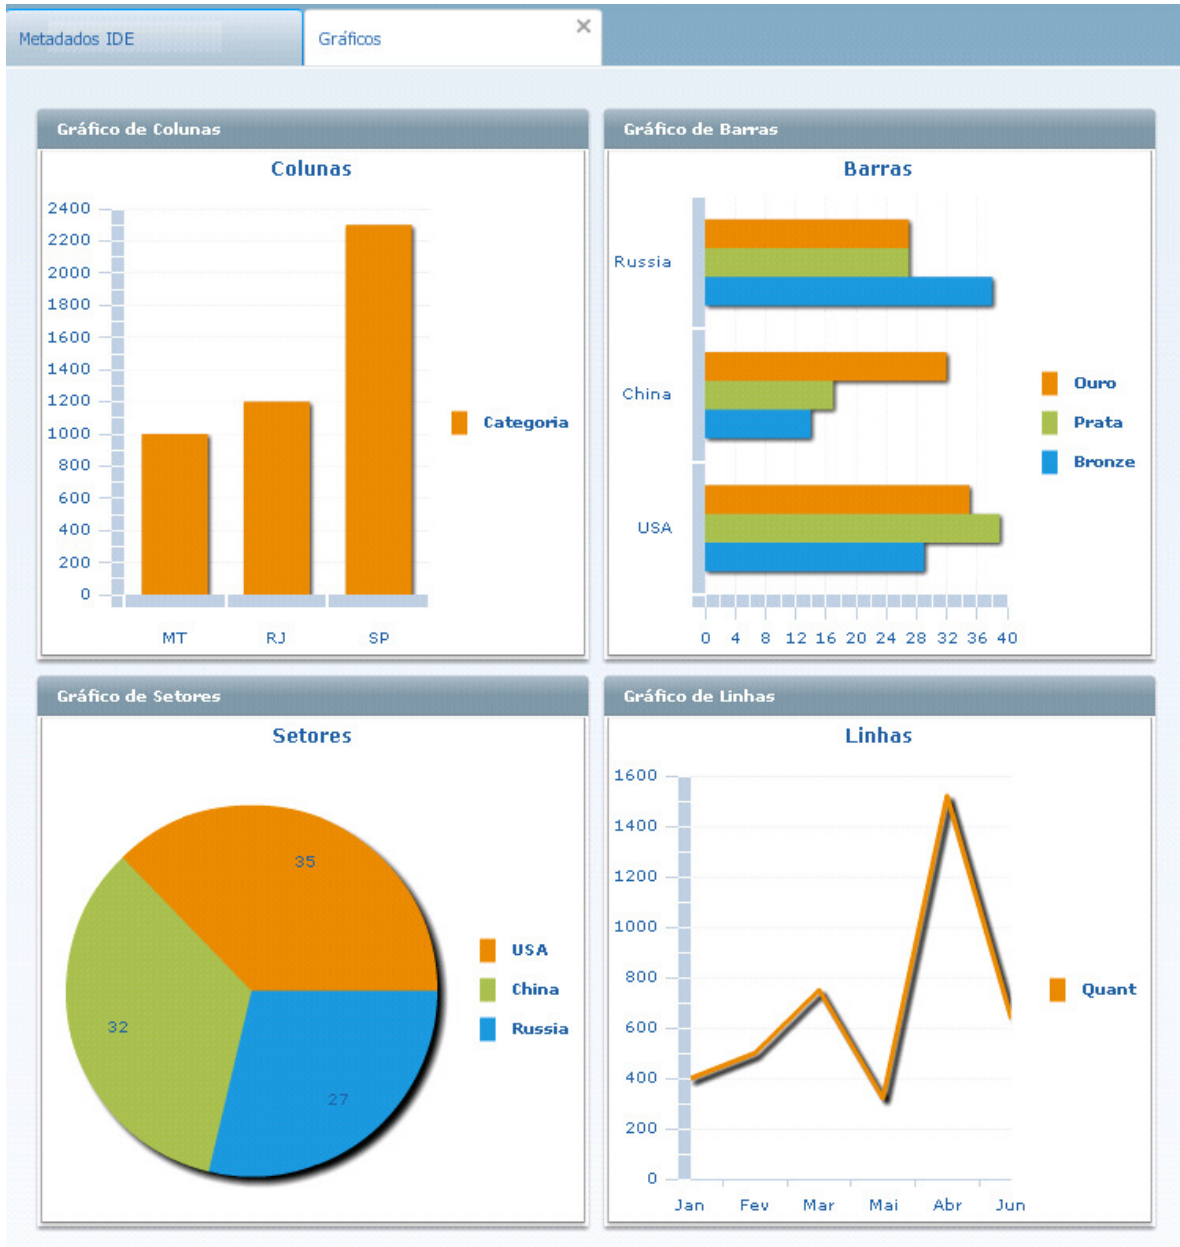 Metadados IDE
Gráficos
Gráfico de Colunas
Colunas
2400
2200
2000
1800
1600
1400
1200
1000
800
600
400
200
0
MT RJ SP
Categoria
Gráfico de Barras
Barras
Russia
China
USA
0 4 8 12 16 20 24 28 32 36 40
Ouro
Prata
Bronze
Gráfico de Setores
Setores
35
32
27
USA
China
Russia
Gráfico de Linhas
Linhas
1600
1400
1200
1000
800
600
400
200
0
Jan Fev Mar Mai Abr Jun
Quant